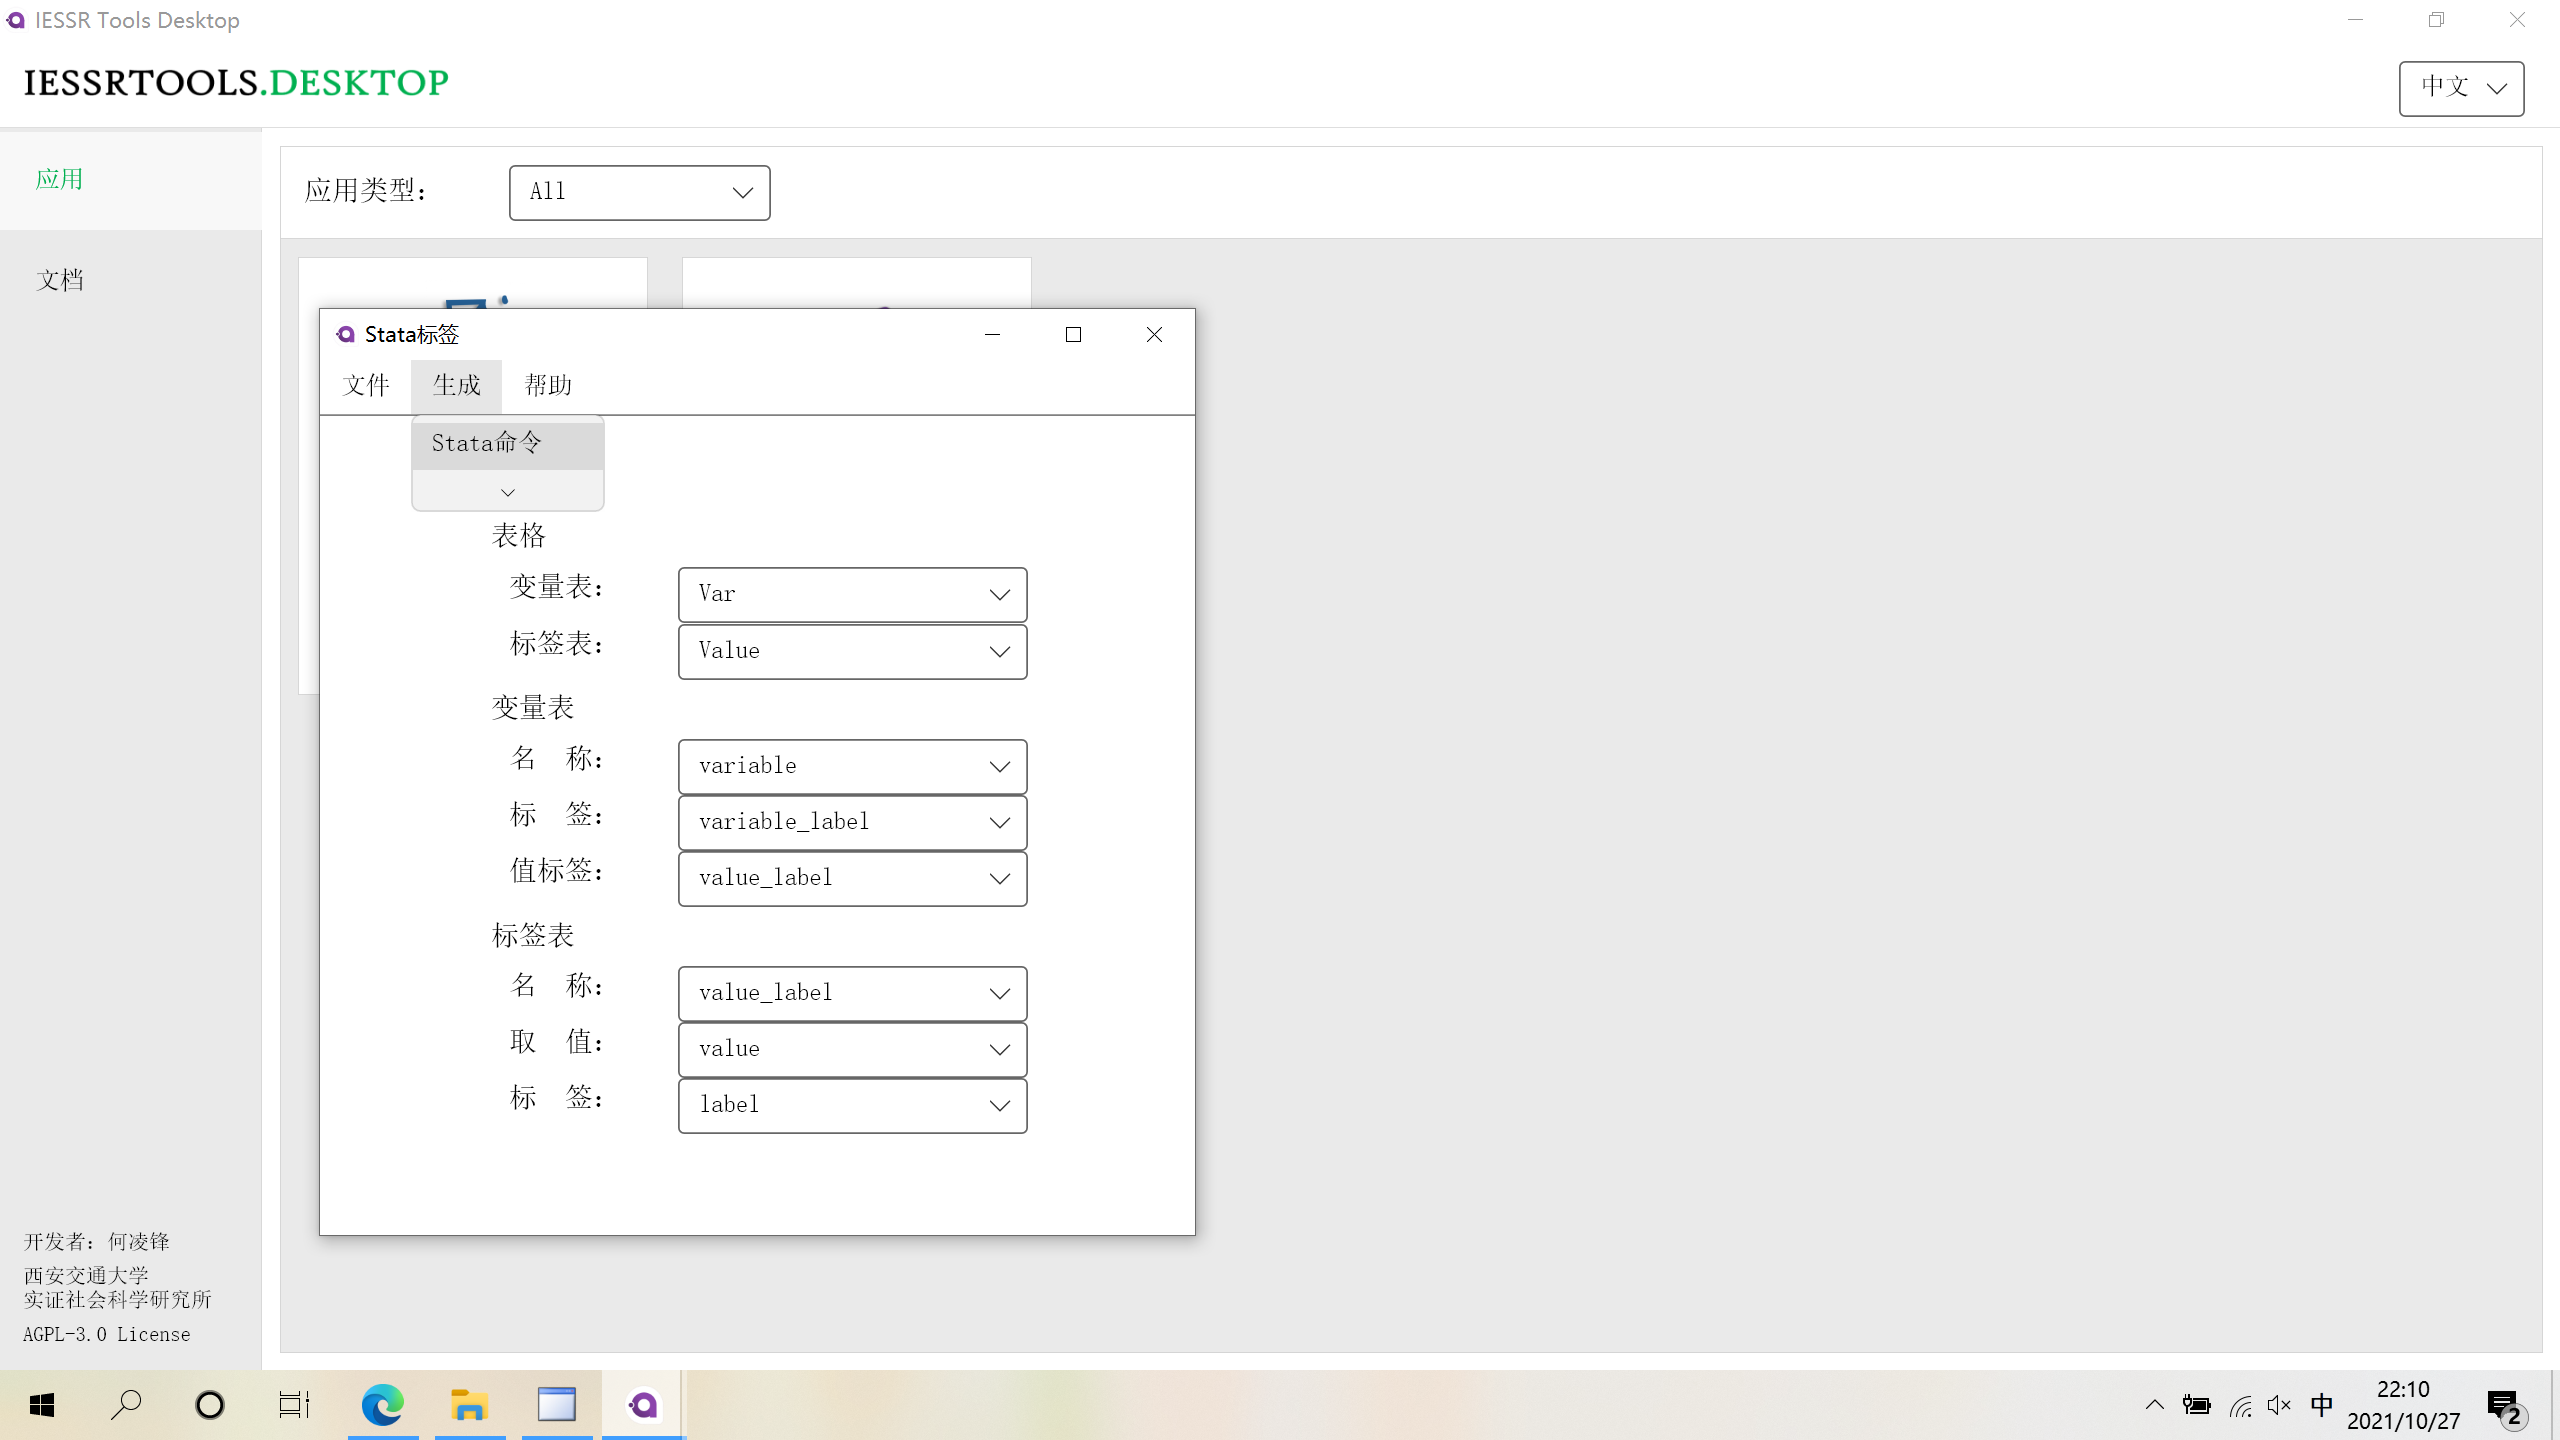 IESSR Tools Desktop
IESSRTOOLS.DESKTOP
中文
应用
文档
应用类型：
All
Stata标签
文件
生成
帮助
Stata命令
表格
变量表：
Var
标签表：
Value
变量表
名　称：
variable
标　签：
variable_label
值标签：
value_label
标签表
名　称：
value_label
取　值：
value
标　签：
label
开发者：何凌锋
西安交通大学
实证社会科学研究所
AGPL-3.0 License
中
22:10
2021/10/27
2